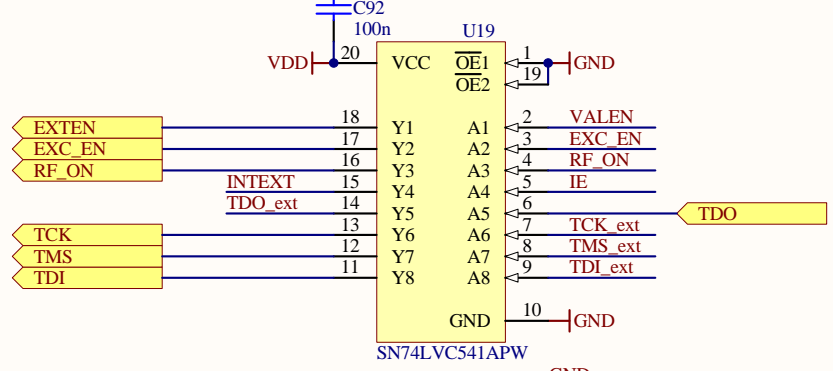 C92
100n
U19
VDD 20 VCC OE1 1 GND
OE2 19
EXTEN 18 Y1 A1 2 VALEN
EXC_EN 17 Y2 A2 3 EXC_EN
RF_ON 16 Y3 A3 4 RF_ON
INTEXT 15 Y4 A4 5 IE
TDO_ext 14 Y5 A5 6 TDO
TCK 13 Y6 A6 7 TCK_ext
TMS 12 Y7 A7 8 TMS_ext
TDI 11 Y8 A8 9 TDI_ext
GND 10 GND
SN74LVC541APW
GND